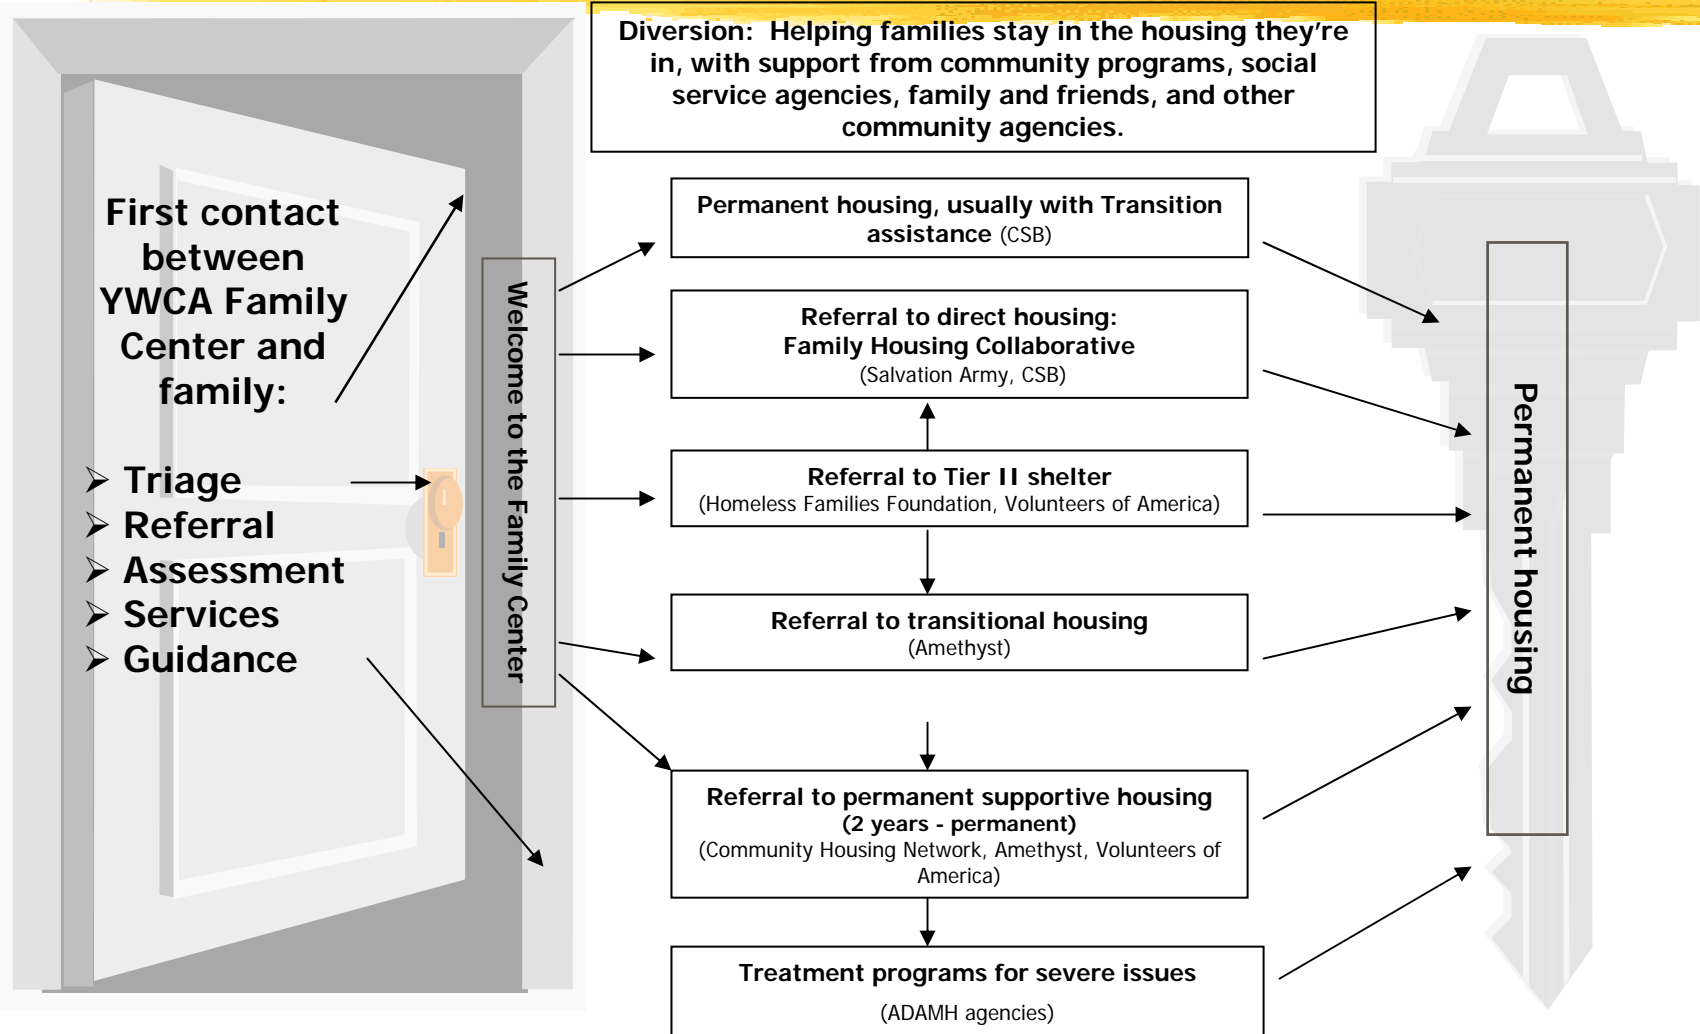 Diversion: Helping families stay in the housing they're
in, with support from community programs, social
service agencies, family and friends, and other
community agencies.
First contact
between
YWCA Family
Center and
family:
➢ Triage
➢ Referral
➢ Assessment
➢ Services
➢ Guidance
Welcome to the Family Center
Permanent housing, usually with Transition
assistance (CSB)
Referral to direct housing:
Family Housing Collaborative
(Salvation Army, CSB)
Referral to Tier II shelter
(Homeless Families Foundation, Volunteers of America)
Referral to transitional housing
(Amethyst)
Referral to permanent supportive housing
(2 years - permanent)
(Community Housing Network, Amethyst, Volunteers of
America)
Treatment programs for severe issues
(ADAMH agencies)
Permanent housing